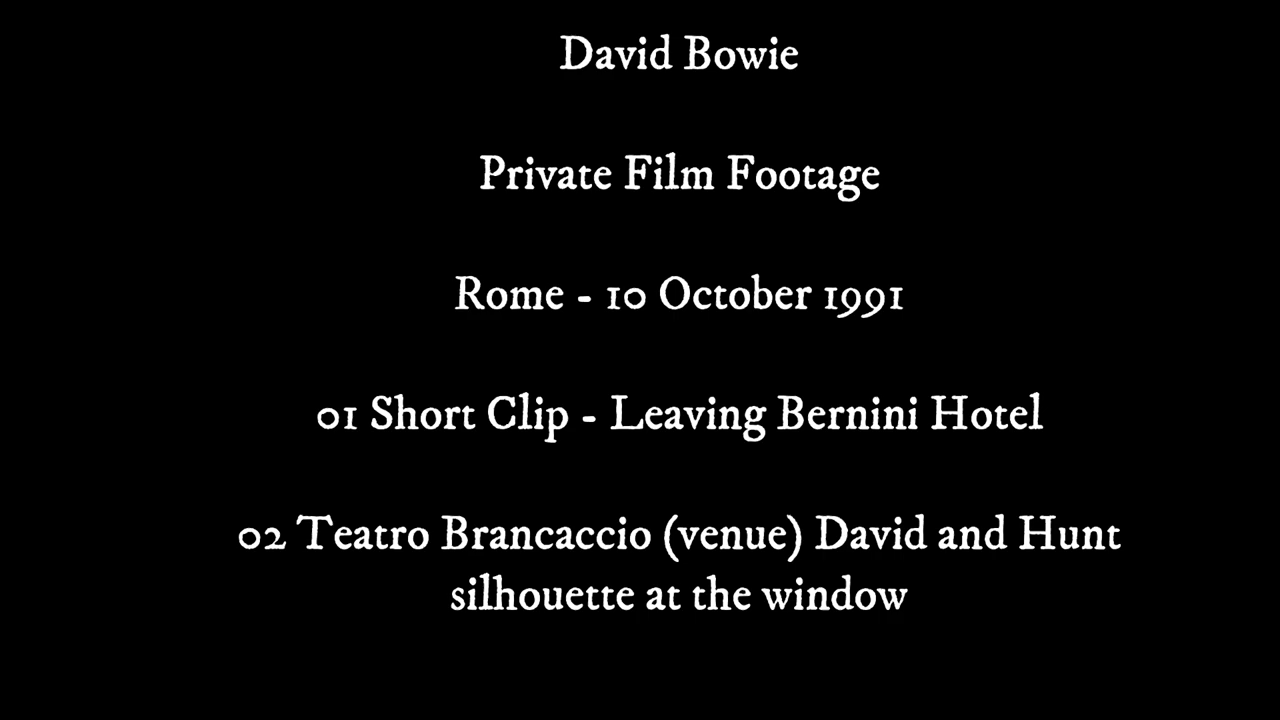 David Bowie
Private Film Footage
Rome - 10 October 1991
01 Short Clip - Leaving Bernini Hotel
02 Teatro Brancaccio (venue) David and Hunt
silhouette at the window